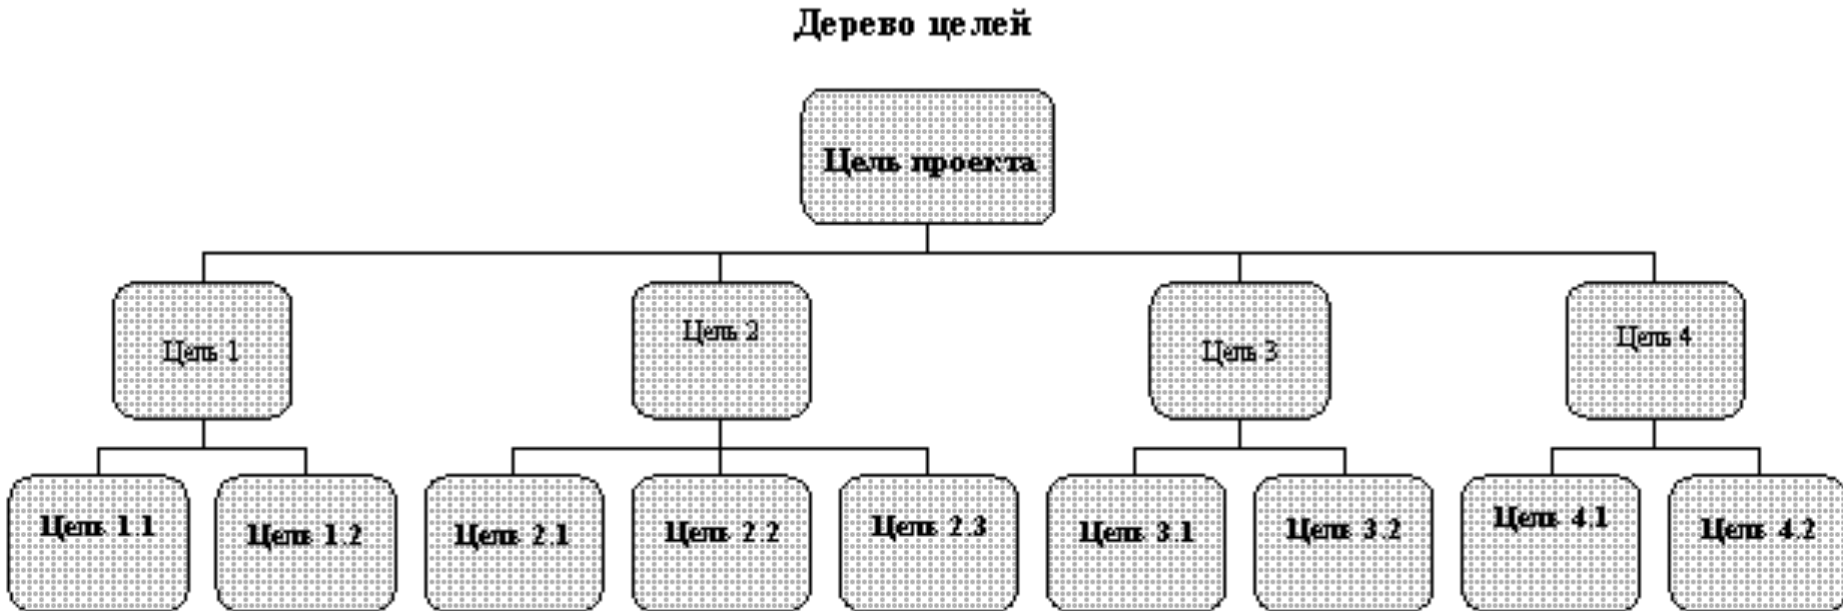 Дерево целей
Цель проекта
Цель 1
Цель 2
Цель 3
Цель 4
Цель 1.1
Цель 1.2
Цель 2.1
Цель 2.2
Цель 2.3
Цель 3.1
Цель 3.2
Цель 4.1
Цель 4.2